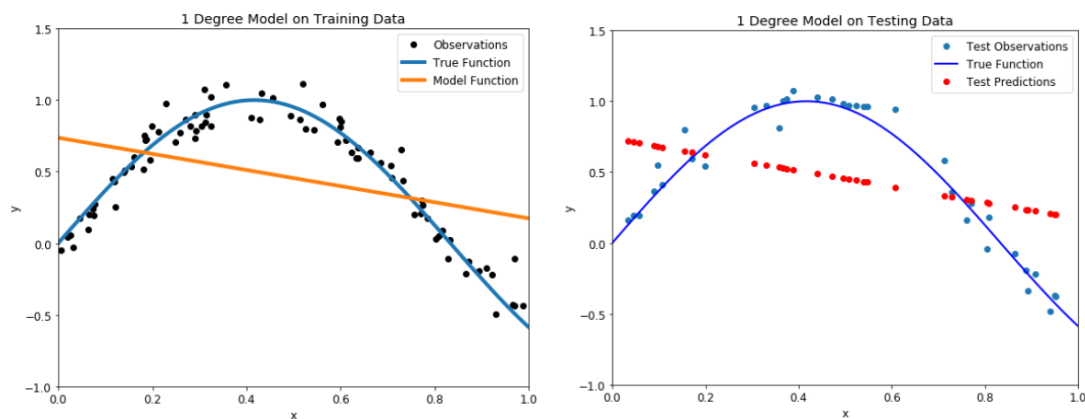 1 Degree Model on Training Data
1.5
1.0
0.5
0.0
−0.5
−1.0
y
0.0 0.2 0.4 0.6 0.8 1.0
x
Observations
True Function
Model Function
1 Degree Model on Testing Data
1.5
1.0
0.5
0.0
−0.5
−1.0
y
0.0 0.2 0.4 0.6 0.8 1.0
x
Test Observations
True Function
Test Predictions